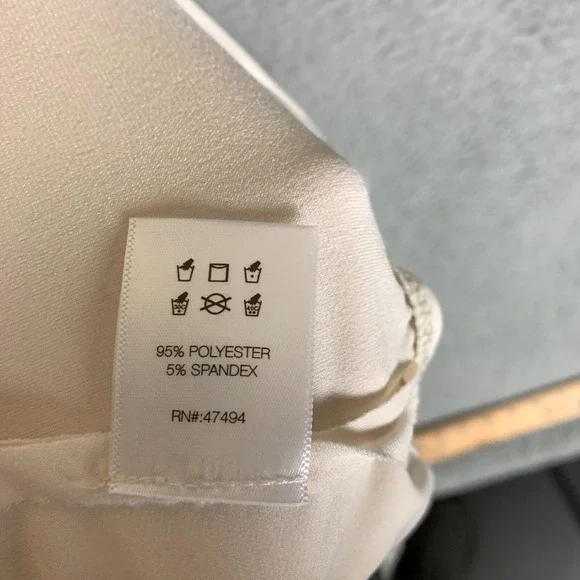 95% POLYESTER
5% SPANDEX
RN#:47494